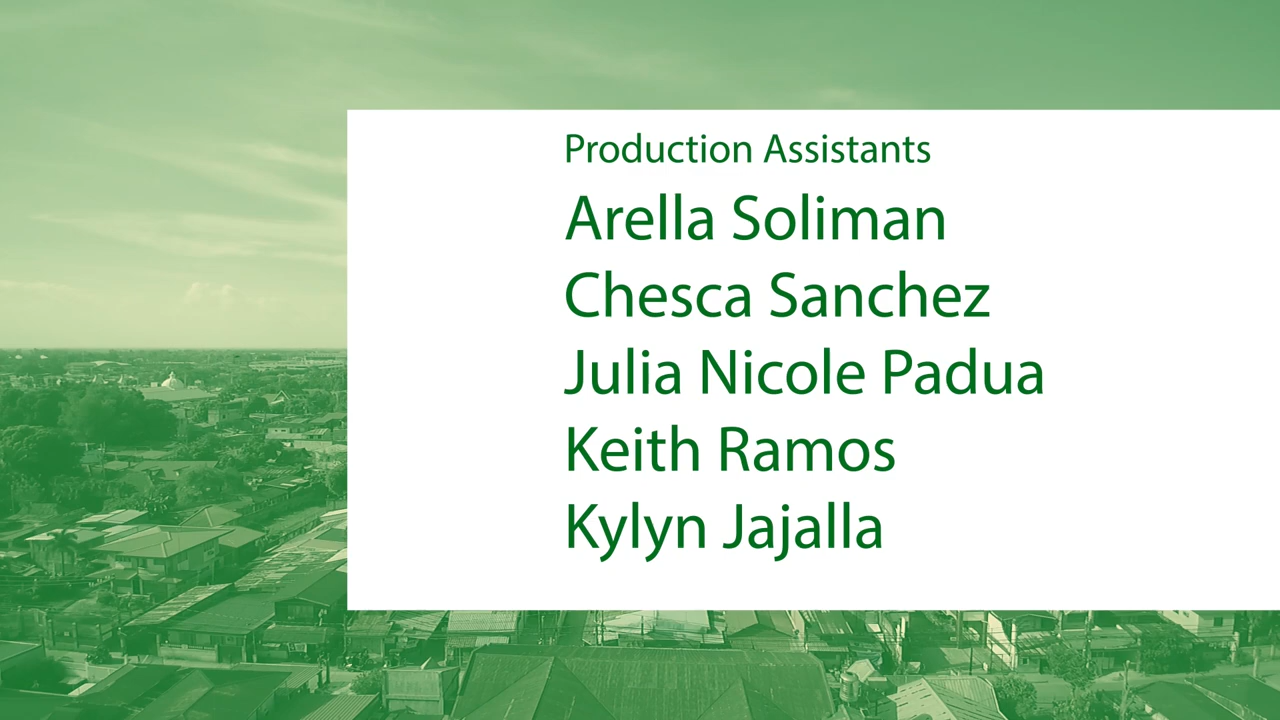 Production Assistants
Arella Soliman
Chesca Sanchez
Julia Nicole Padua
Keith Ramos
Kylyn Jajalla